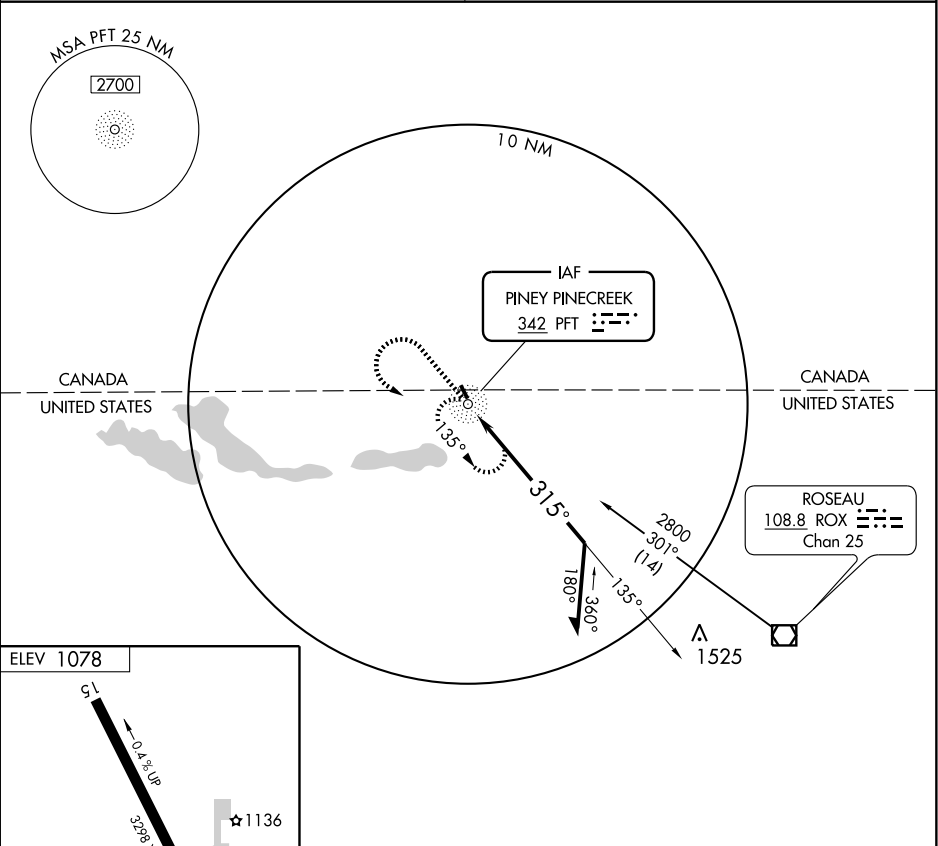 MSA PFT 25 NM
2700
10 NM
IAF
PINEY PINECREEK
342 PFT
CANADA
UNITED STATES
CANADA
UNITED STATES
135°
315°
ROSEAU
108.8 ROX
Chan 25
2800
301°
(14)
180°
360°
135°
1525
ELEV 1078
15
0.4% UP
3298
1136